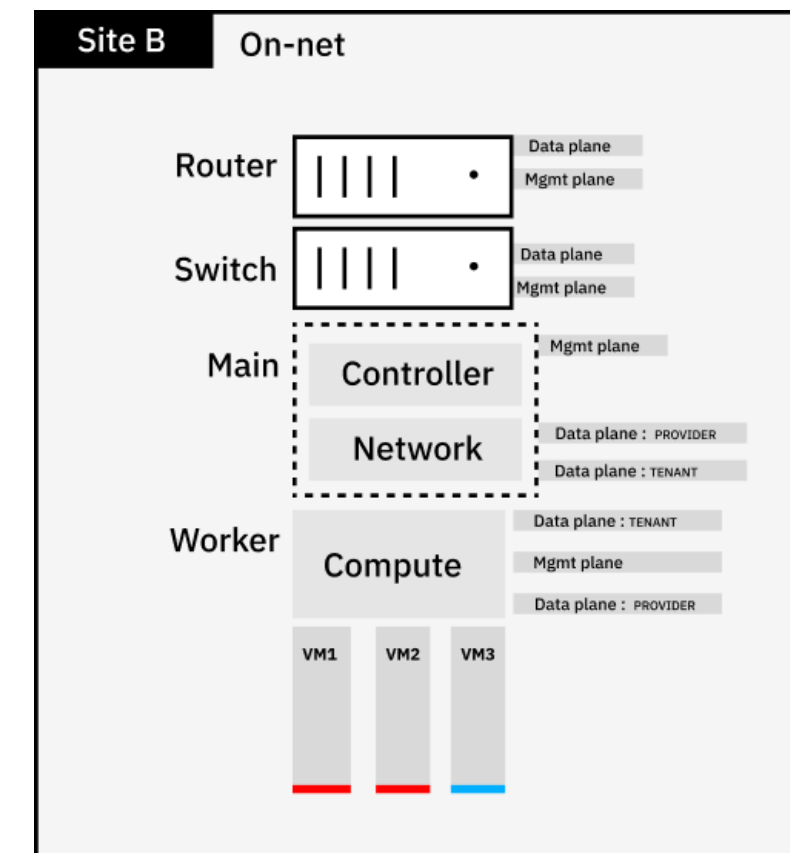 Site B
On-net
Router
Data plane
Mgmt plane
Switch
Data plane
Mgmt plane
Main
Controller
Mgmt plane
Network
Data plane : PROVIDER
Data plane : TENANT
Worker
Compute
Data plane : TENANT
Mgmt plane
Data plane : PROVIDER
VM1
VM2
VM3